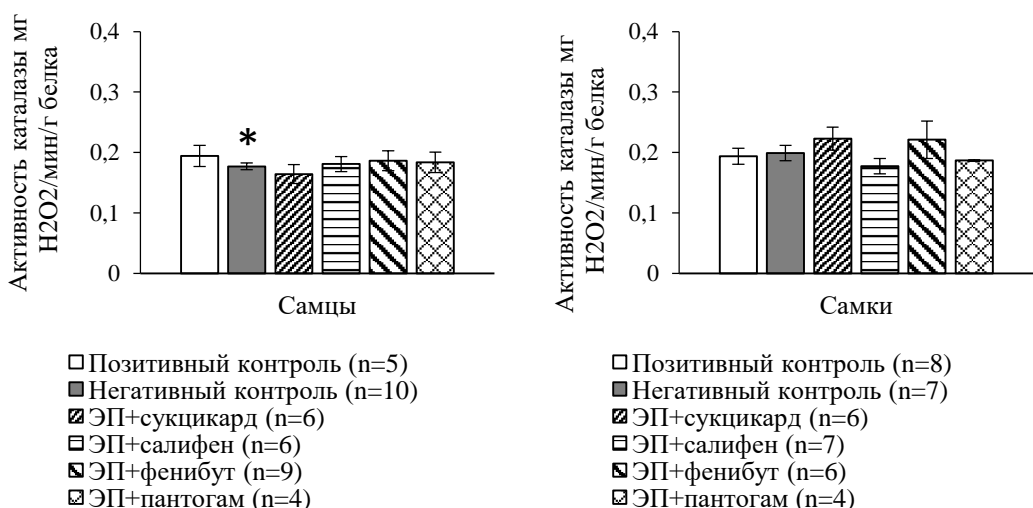 Активность каталазы мг
H2O2/мин/г белка
0,4
0,3
0,2
0,1
0
*
Самцы
Позитивный контроль (n=5)
Негативный контроль (n=10)
ЭП+сукцикард (n=6)
ЭП+салифен (n=6)
ЭП+фенибут (n=9)
ЭП+пантогам (n=4)
Активность каталазы мг
H2O2/мин/г белка
0,4
0,3
0,2
0,1
0
Самки
Позитивный контроль (n=8)
Негативный контроль (n=7)
ЭП+сукцикард (n=6)
ЭП+салифен (n=7)
ЭП+фенибут (n=6)
ЭП+пантогам (n=4)